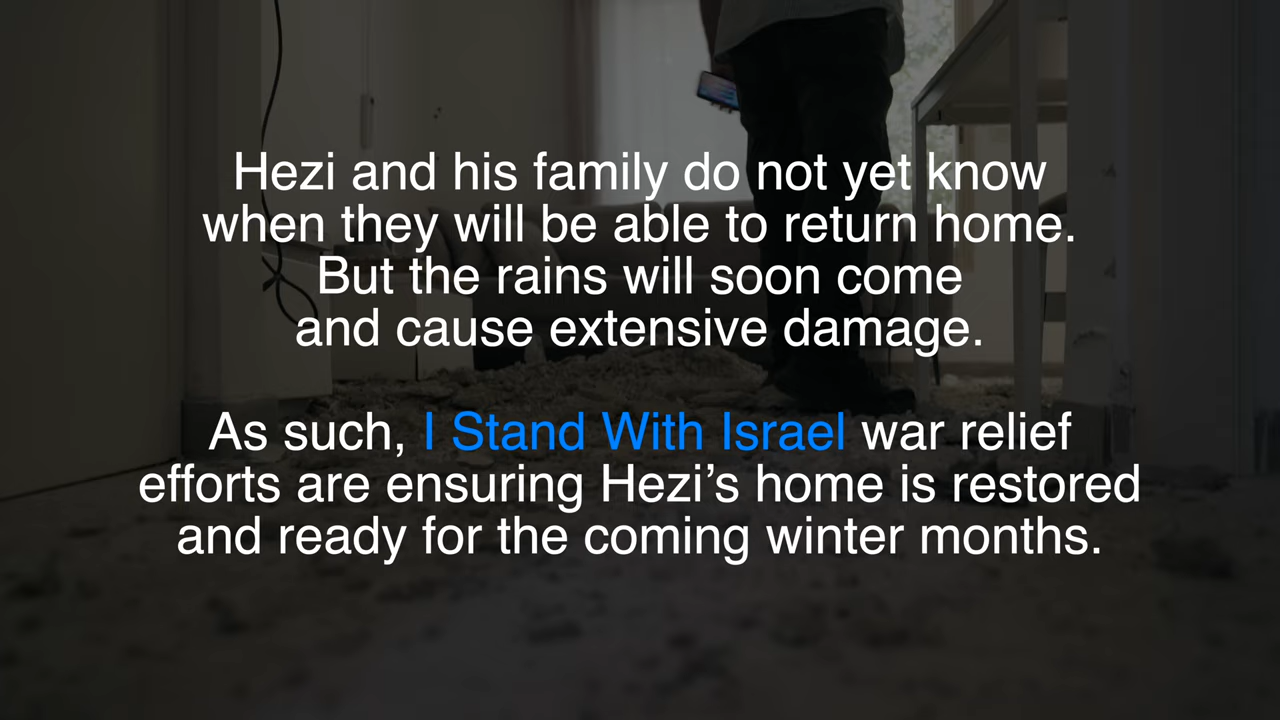 Hezi and his family do not yet know
when they will be able to return home.
But the rains will soon come
and cause extensive damage.
As such, I Stand With Israel war relief
efforts are ensuring Hezi’s home is restored
and ready for the coming winter months.